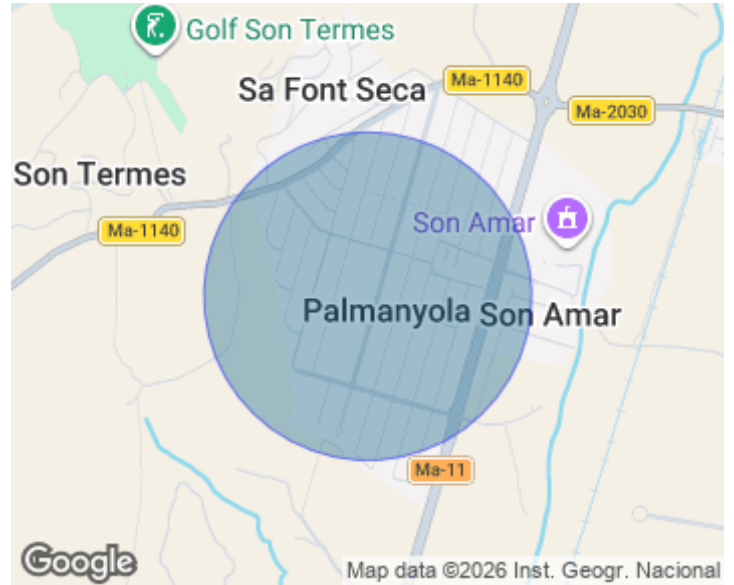 Golf Son Termes
Sa Font Seca
Ma-1140
Ma-2030
Son Termes
Ma-1140
Son Amar
Palmanyola
Son Amar
Ma-11
Google
Map data ©2026 Inst. Geogr. Nacional